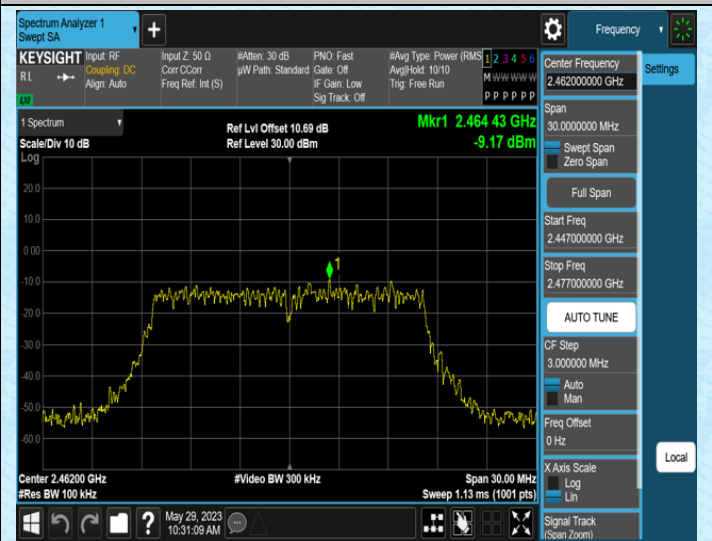 Spectrum Analyzer 1
Swept SA
+
Frequency
KEYSIGHT
RL
LXI
Input: RF
Coupling: DC
Align: Auto
Input Z: 50 Ω
Corr CCorr
Freq Ref: Int (S)
#Atten: 30 dB
µW Path: Standard
PNO: Fast
Gate: Off
IF Gain: Low
Sig Track: Off
#Avg Type: Power (RMS
Avg|Hold: 10/10
Trig: Free Run
1 2 3 4 5 6
M W W W W W
P P P P P P
1 Spectrum
Scale/Div 10 dB
Log
Ref Lvl Offset 10.69 dB
Ref Level 30.00 dBm
Mkr1 2.464 43 GHz
-9.17 dBm
20.0
10.0
0.00
-10.0
-20.0
-30.0
-40.0
-50.0
-60.0
1
Center 2.46200 GHz
#Res BW 100 kHz
#Video BW 300 kHz
Span 30.00 MHz
Sweep 1.13 ms (1001 pts)
Center Frequency
2.462000000 GHz
Settings
Span
30.0000000 MHz
Swept Span
Zero Span
Full Span
Start Freq
2.447000000 GHz
Stop Freq
2.477000000 GHz
AUTO TUNE
CF Step
3.000000 MHz
Auto
Man
Freq Offset
0 Hz
X Axis Scale
Log
Lin
Local
Signal Track
(Span Zoom)
?
May 29, 2023
10:31:09 AM